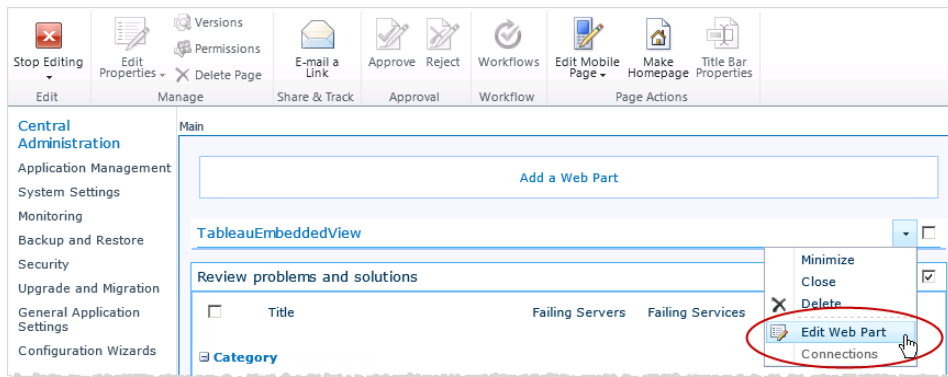 Stop Editing
Edit
Properties
Versions
Permissions
Delete Page
E-mail a
Link
Approve
Reject
Workflows
Edit Mobile
Page
Make
Homepage
Title Bar
Properties
Edit
Manage
Share & Track
Approval
Workflow
Page Actions
Central
Administration
Application Management
System Settings
Monitoring
Backup and Restore
Security
Upgrade and Migration
General Application
Settings
Configuration Wizards
Main
Add a Web Part
TableauEmbeddedView
Review problems and solutions
Title
Failing Servers
Failing Services
Category
Minimize
Close
Delete
Edit Web Part
Connections